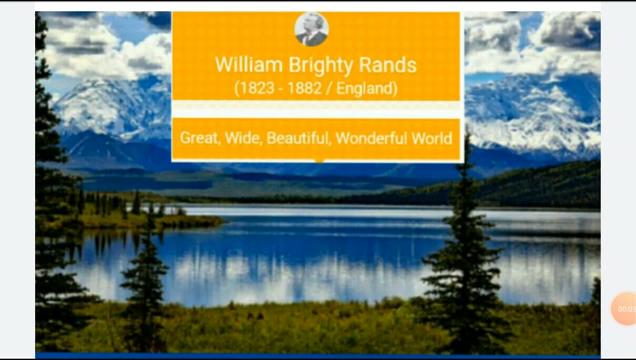 William Brighty Rands
(1823 - 1882 / England)
Great, Wide, Beautiful, Wonderful World